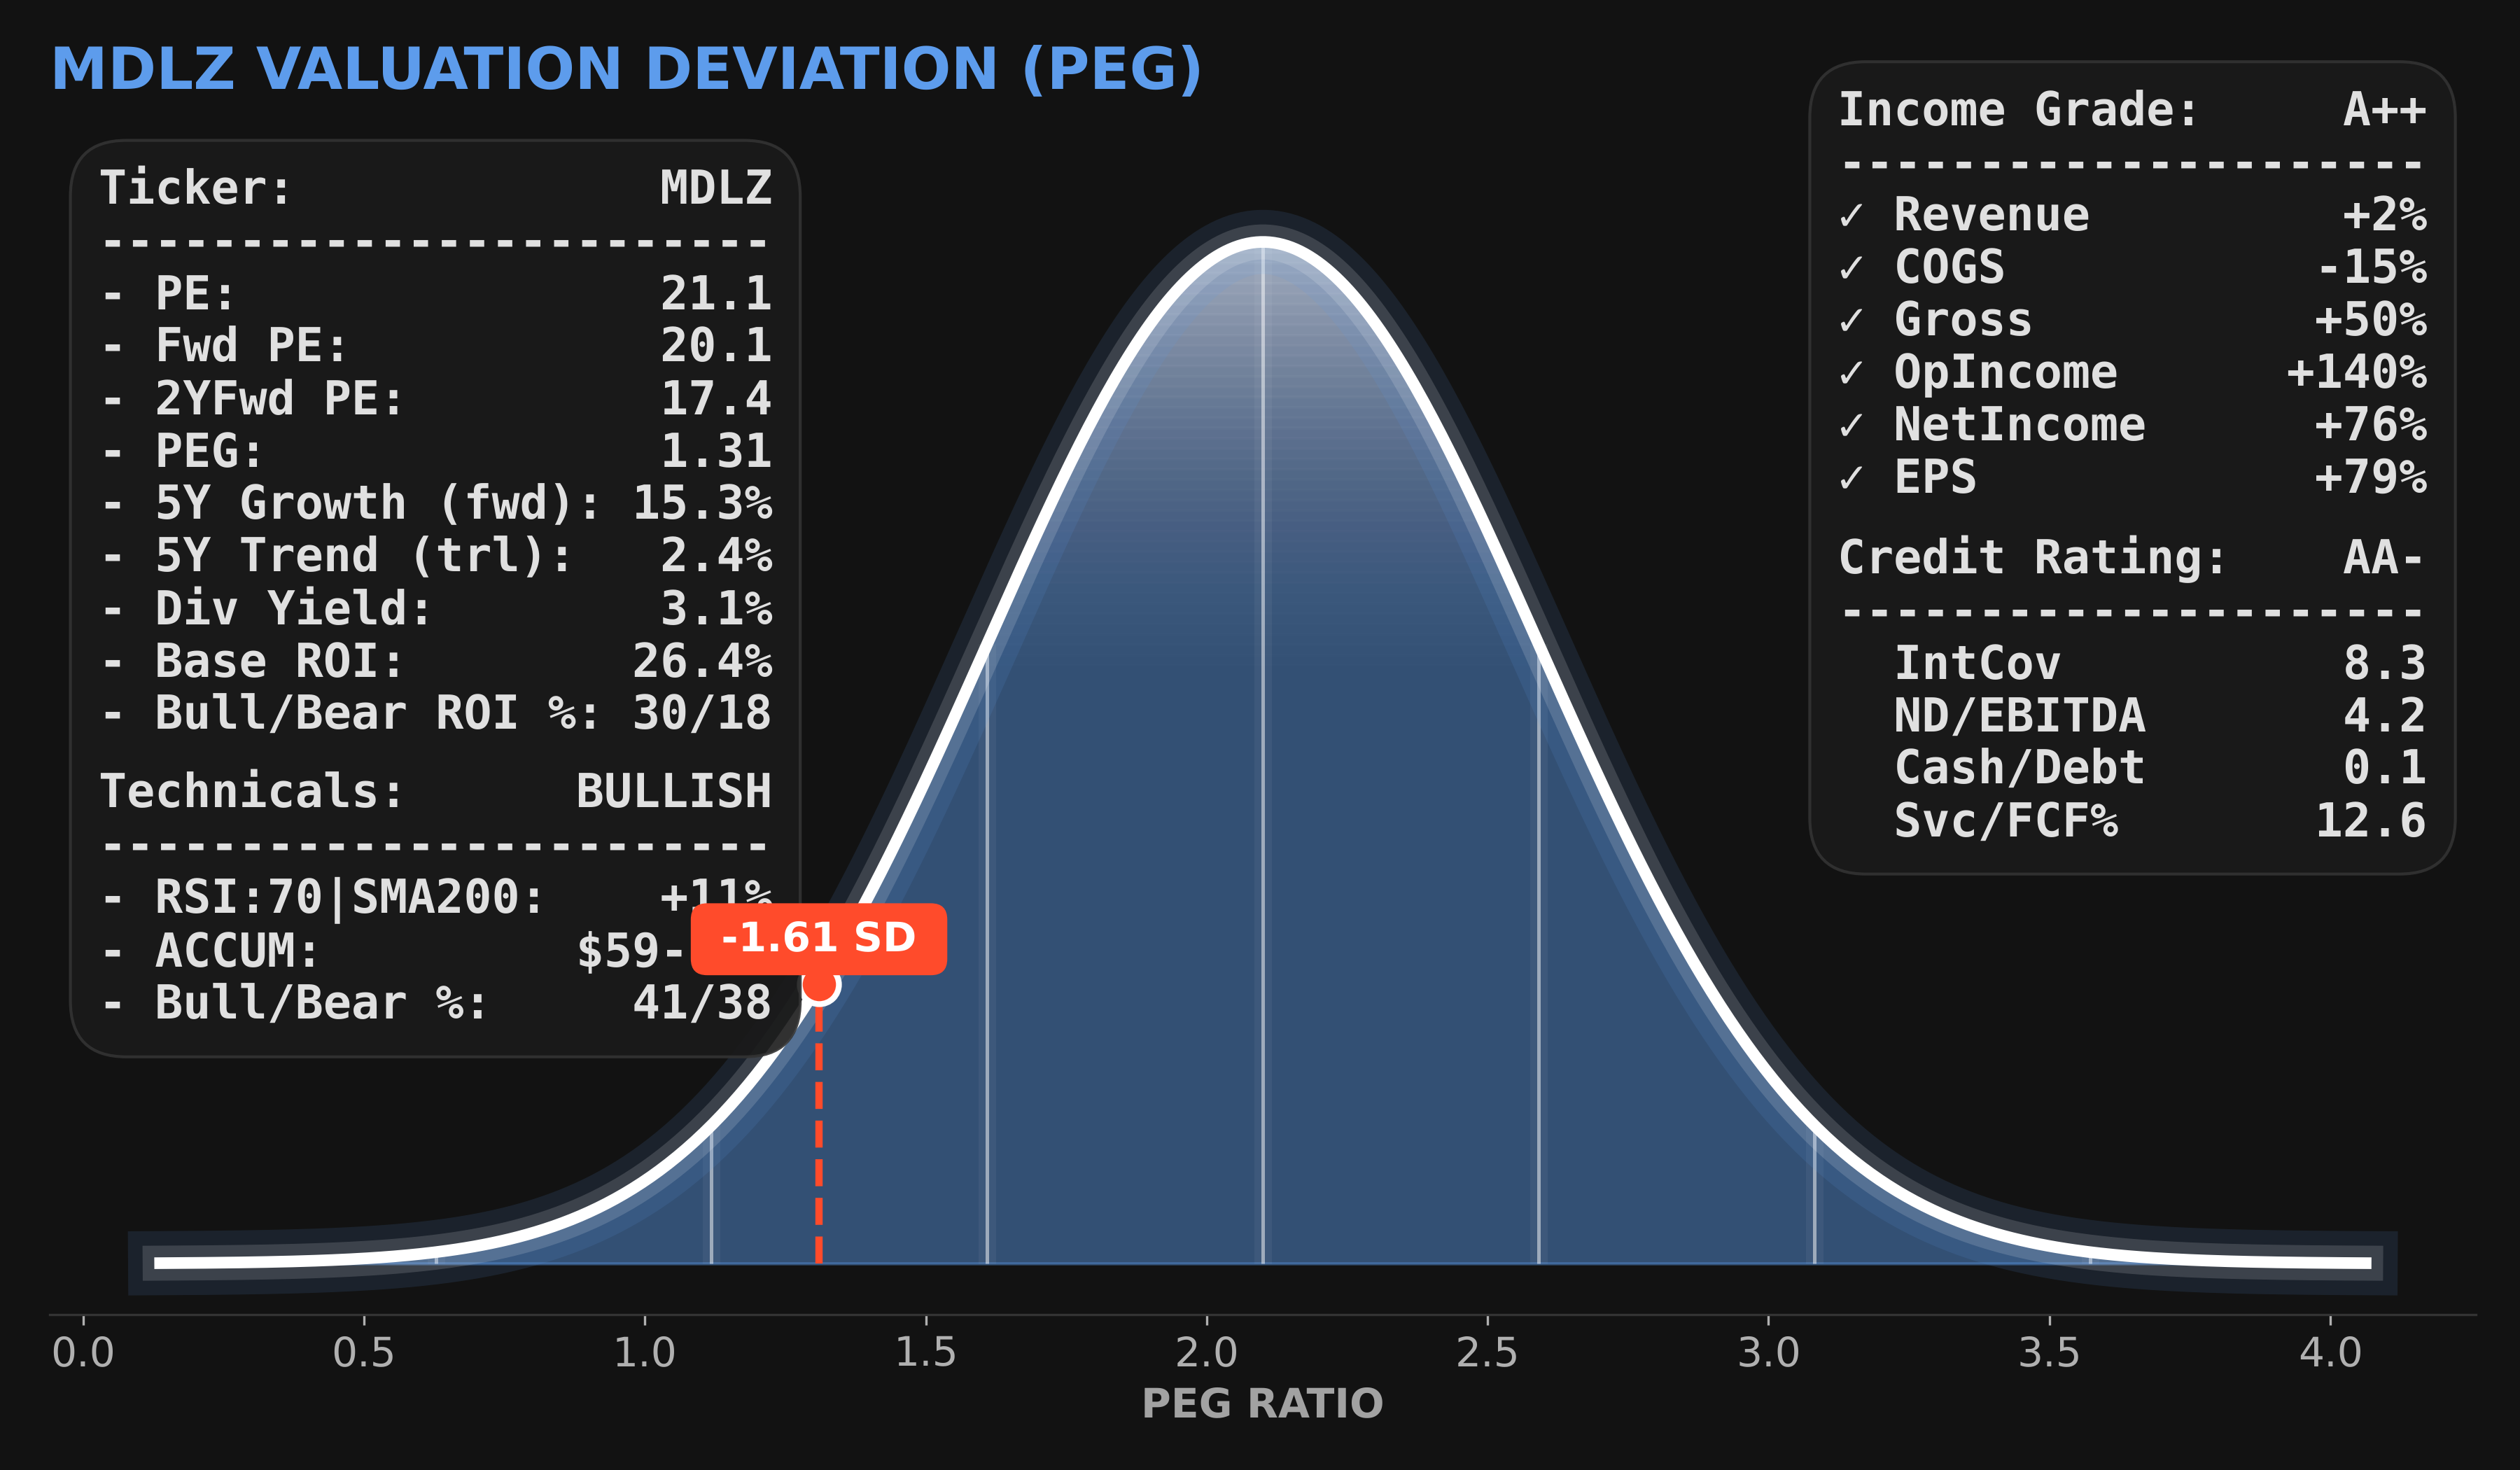 MDLZ VALUATION DEVIATION (PEG)
Ticker: MDLZ
--------------------------
- PE: 21.1
- Fwd PE: 20.1
- 2YFwd PE: 17.4
- PEG: 1.31
- 5Y Growth (fwd): 15.3%
- 5Y Trend (trl): 2.4%
- Div Yield: 3.1%
- Base ROI: 26.4%
- Bull/Bear ROI %: 30/18
Technicals: BULLISH
------------------------
- RSI:70|SMA200: +11%
- ACCUM: $59-
- Bull/Bear %: 41/38
-1.61 SD
Income Grade: A++
---------------------
✓ Revenue +2%
✓ COGS -15%
✓ Gross +50%
✓ OpIncome +140%
✓ NetIncome +76%
✓ EPS +79%
Credit Rating: AA-
---------------------
IntCov 8.3
ND/EBITDA 4.2
Cash/Debt 0.1
Svc/FCF% 12.6
0.0 0.5 1.0 1.5 2.0 2.5 3.0 3.5 4.0
PEG RATIO